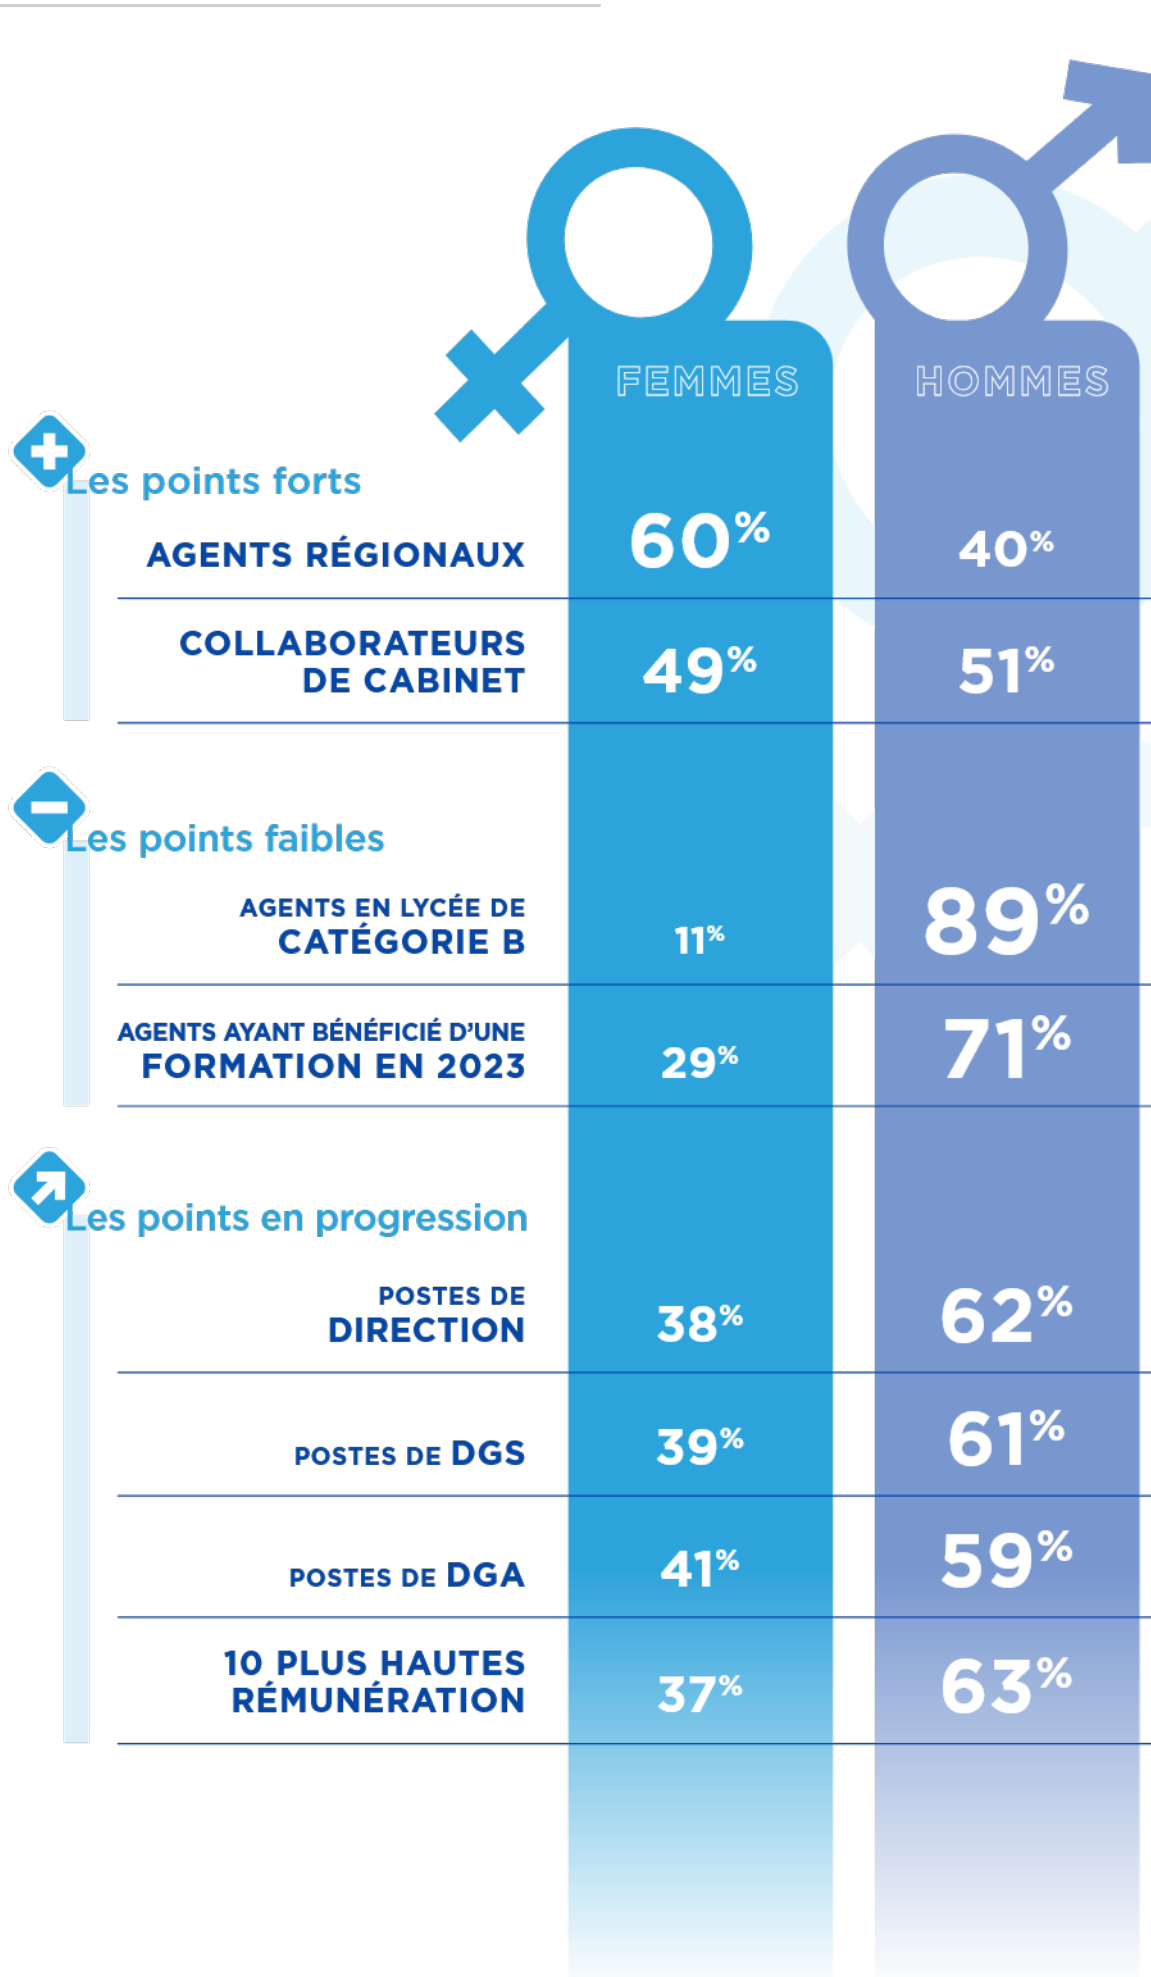 FEMMES HOMMES
Les points forts
AGENTS RÉGIONAUX 60% 40%
COLLABORATEURS
DE CABINET 49% 51%
Les points faibles
AGENTS EN LYCÉE DE
CATÉGORIE B 11% 89%
AGENTS AYANT BÉNÉFICIÉ D’UNE
FORMATION EN 2023 29% 71%
Les points en progression
POSTES DE
DIRECTION 38% 62%
POSTES DE DGS 39% 61%
POSTES DE DGA 41% 59%
10 PLUS HAUTES
RÉMUNÉRATION 37% 63%